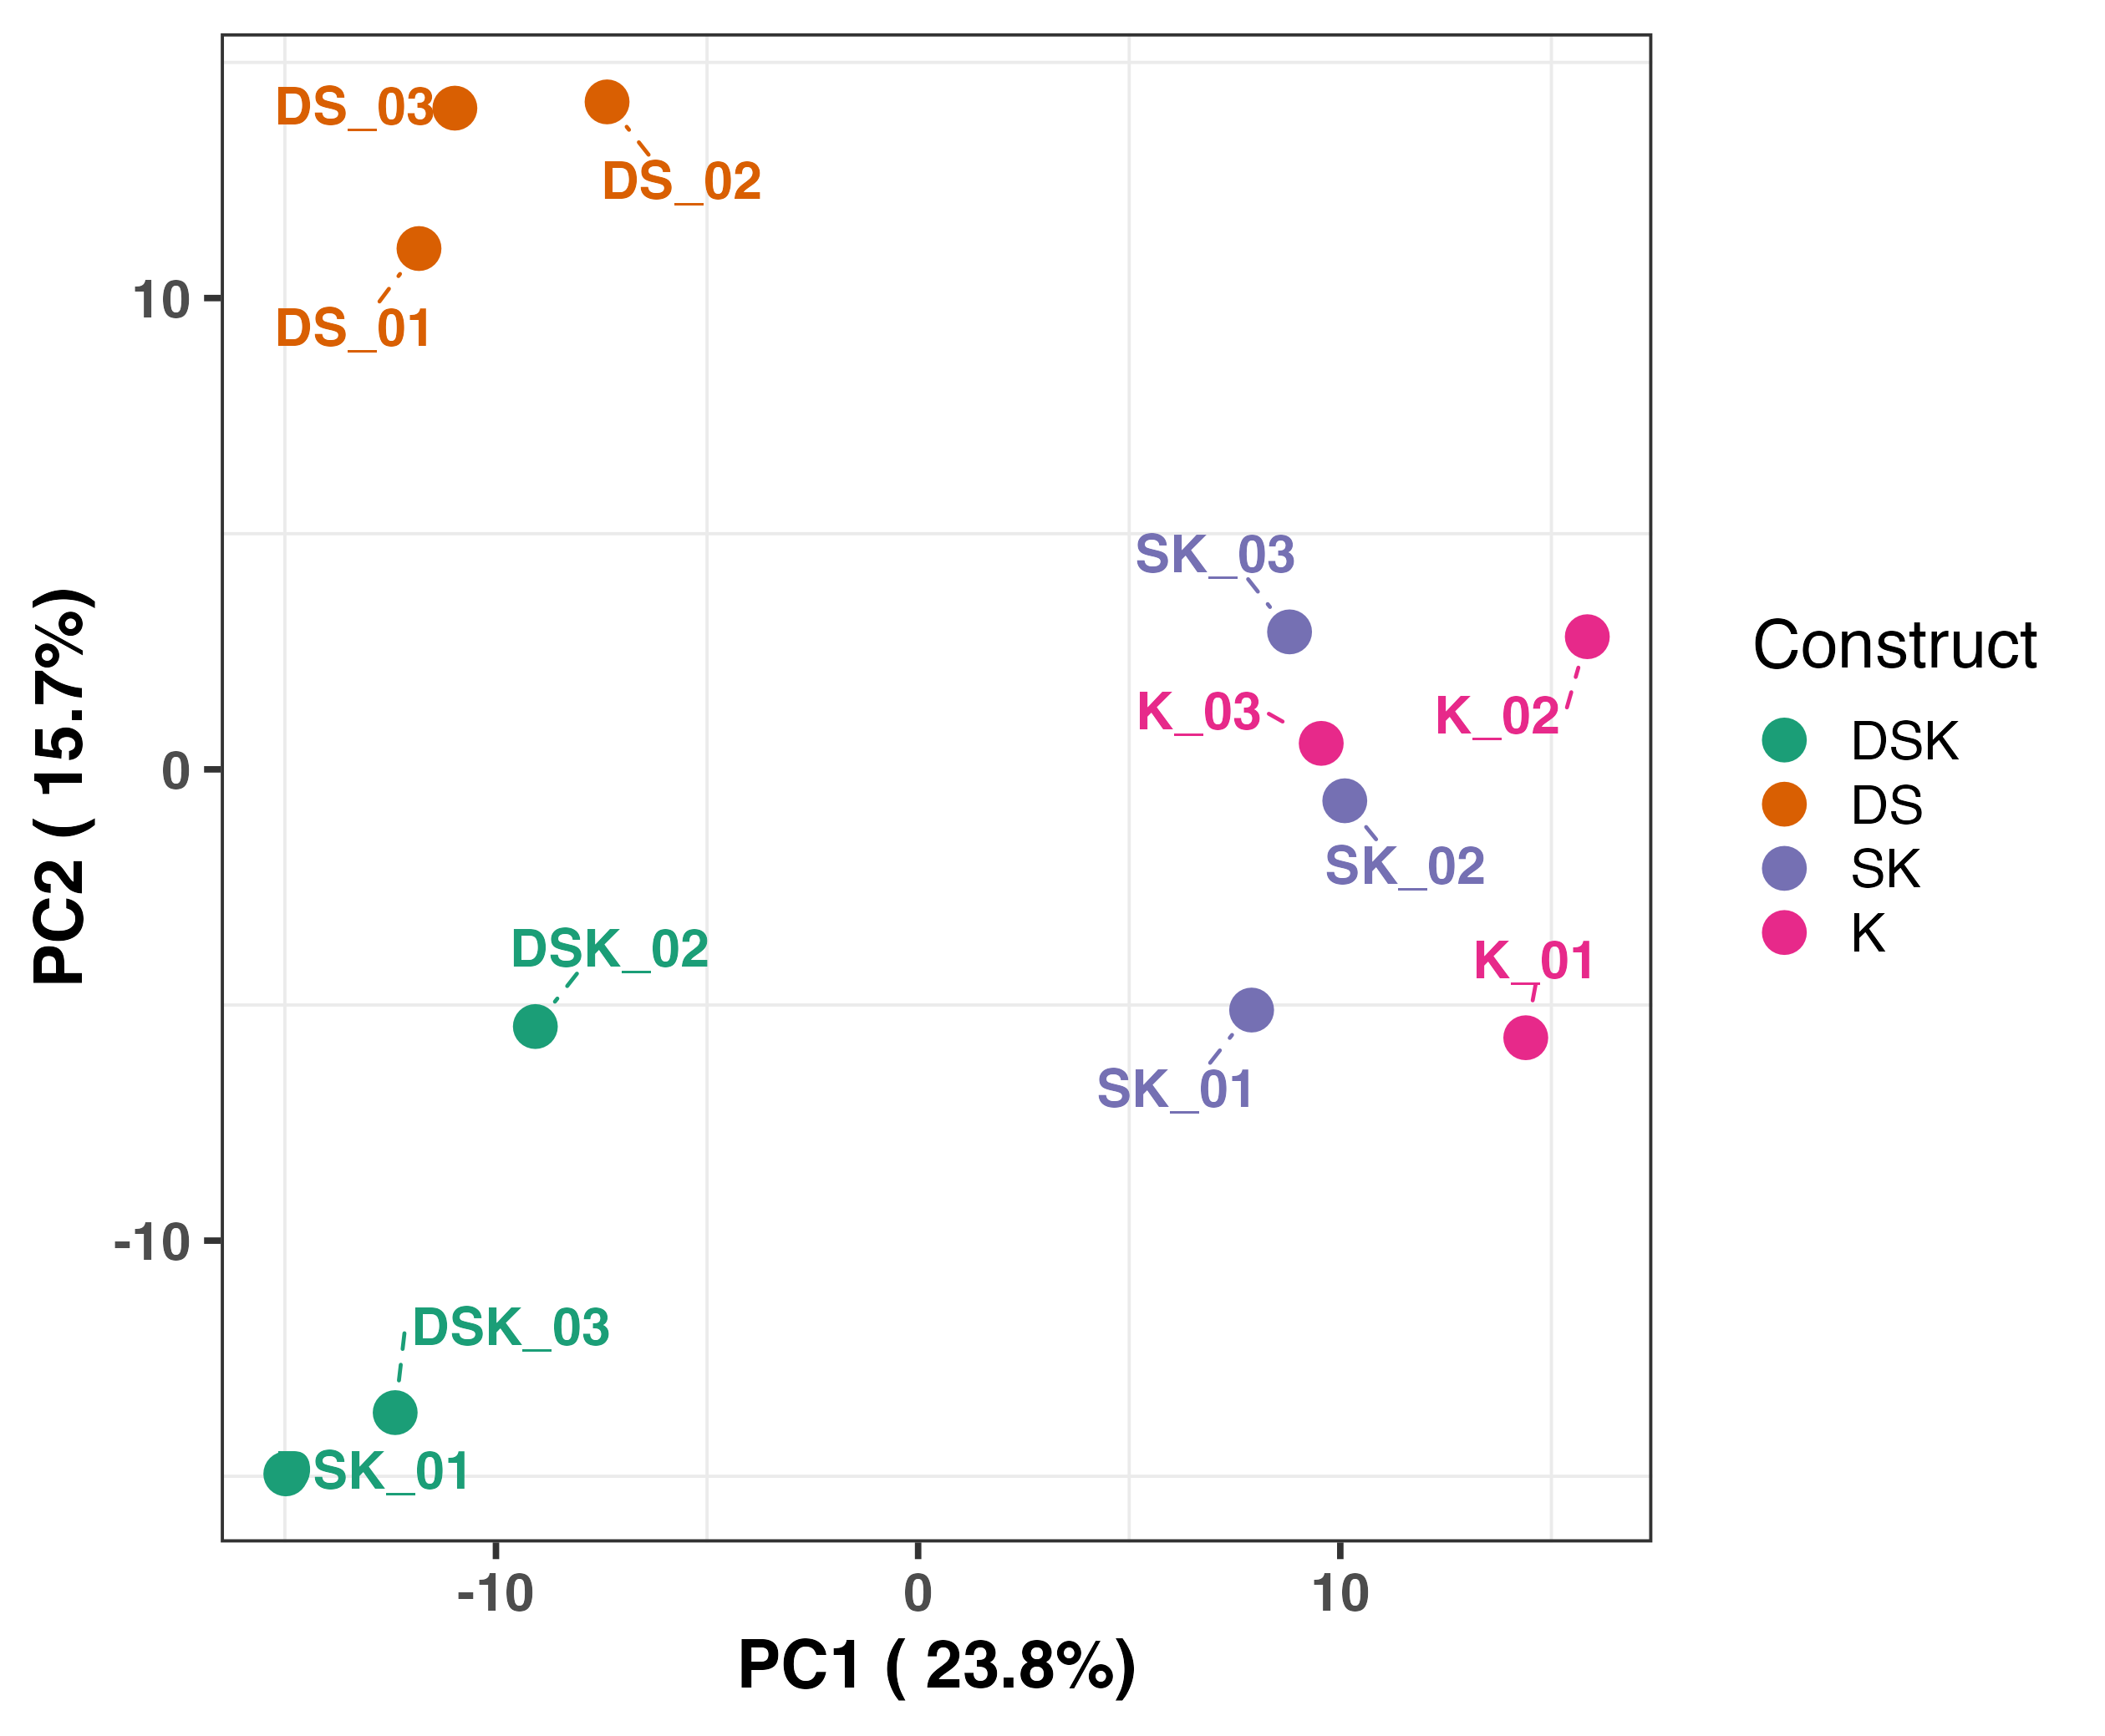 DS_03
DS_02
DS_01
SK_03
K_03
K_02
SK_02
DSK_02
K_01
SK_01
DSK_03
DSK_01
10
0
-10
-10
0
10
PC1 ( 23.8%)
PC2 ( 15.7%)
Construct
DSK
DS
SK
K